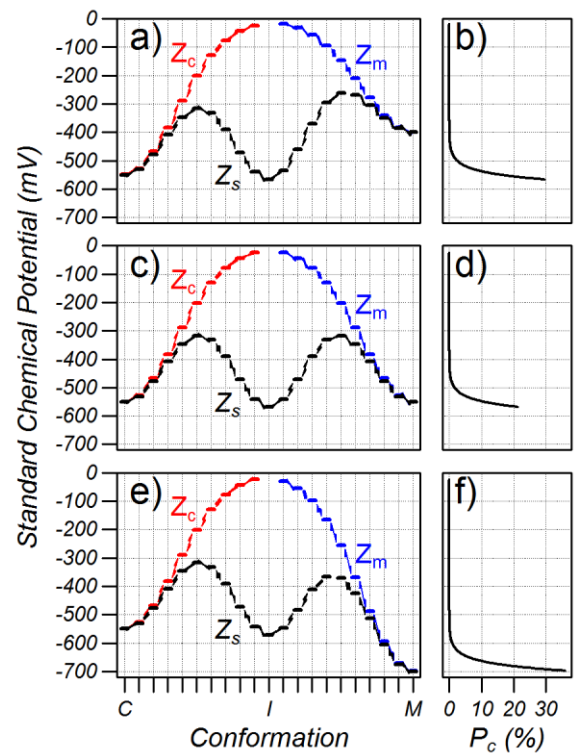 Standard Chemical Potential (mV)
a)
0
-100
-200
-300
-400
-500
-600
-700
Zc
Zm
Zs
b)
c)
0
-100
-200
-300
-400
-500
-600
-700
Zc
Zm
Zs
d)
e)
0
-100
-200
-300
-400
-500
-600
-700
Zc
Zm
Zs
f)
C I M
Conformation
0 10 20 30
Pc (%)